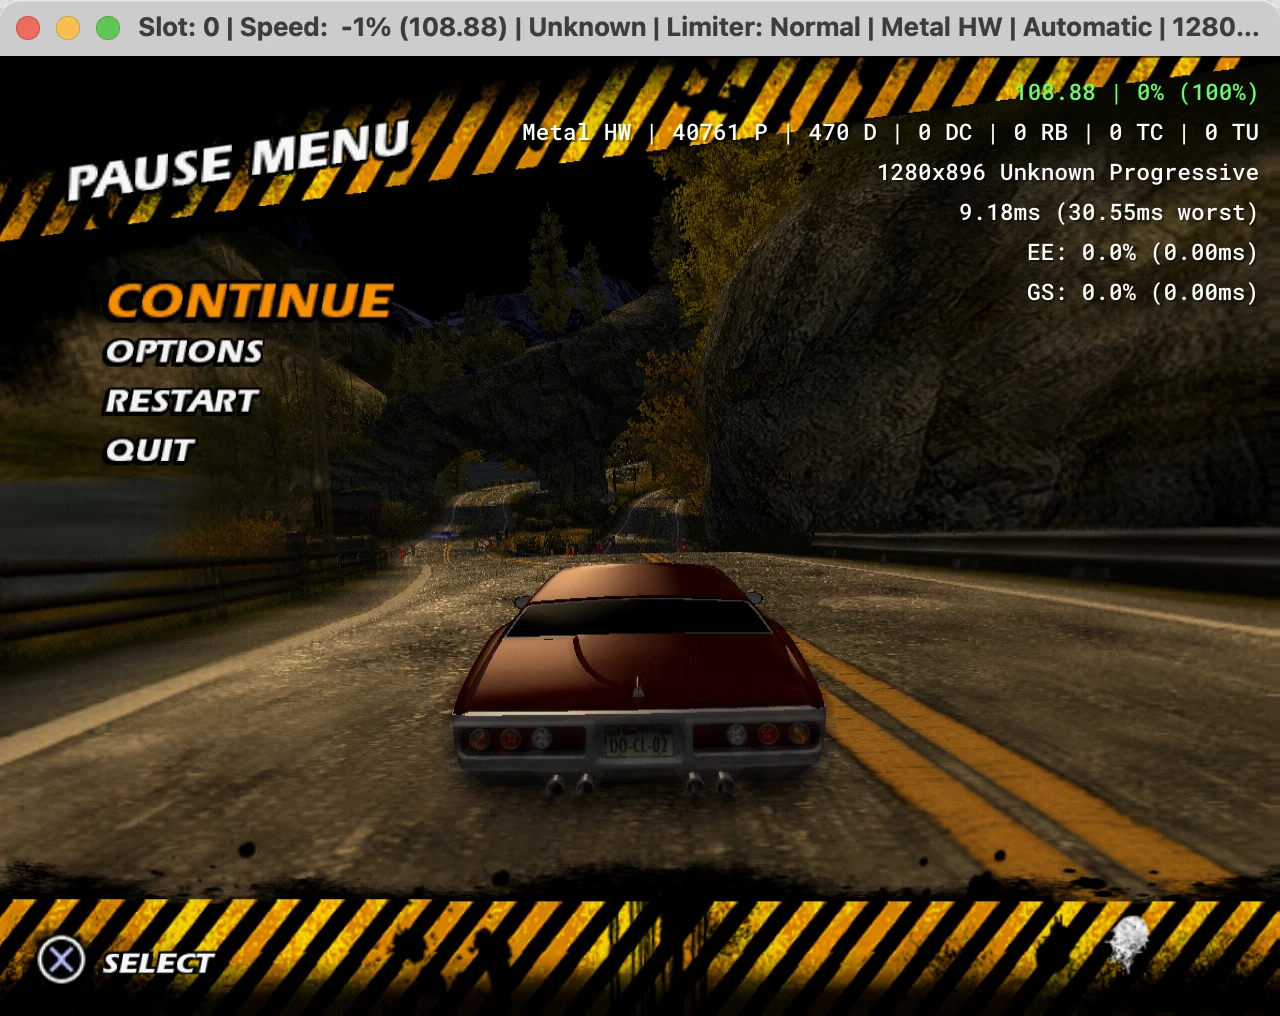 Slot: 0 | Speed: -1% (108.88) | Unknown | Limiter: Normal | Metal HW | Automatic | 1280...
108.88 | 0% (100%)
PAUSE MENU
Metal HW | 40761 P | 470 D | 0 DC | 0 RB | 0 TC | 0 TU
1280x896 Unknown Progressive
9.18ms (30.55ms worst)
EE: 0.0% (0.00ms)
GS: 0.0% (0.00ms)
CONTINUE
OPTIONS
RESTART
QUIT
DO-CL-02
SELECT